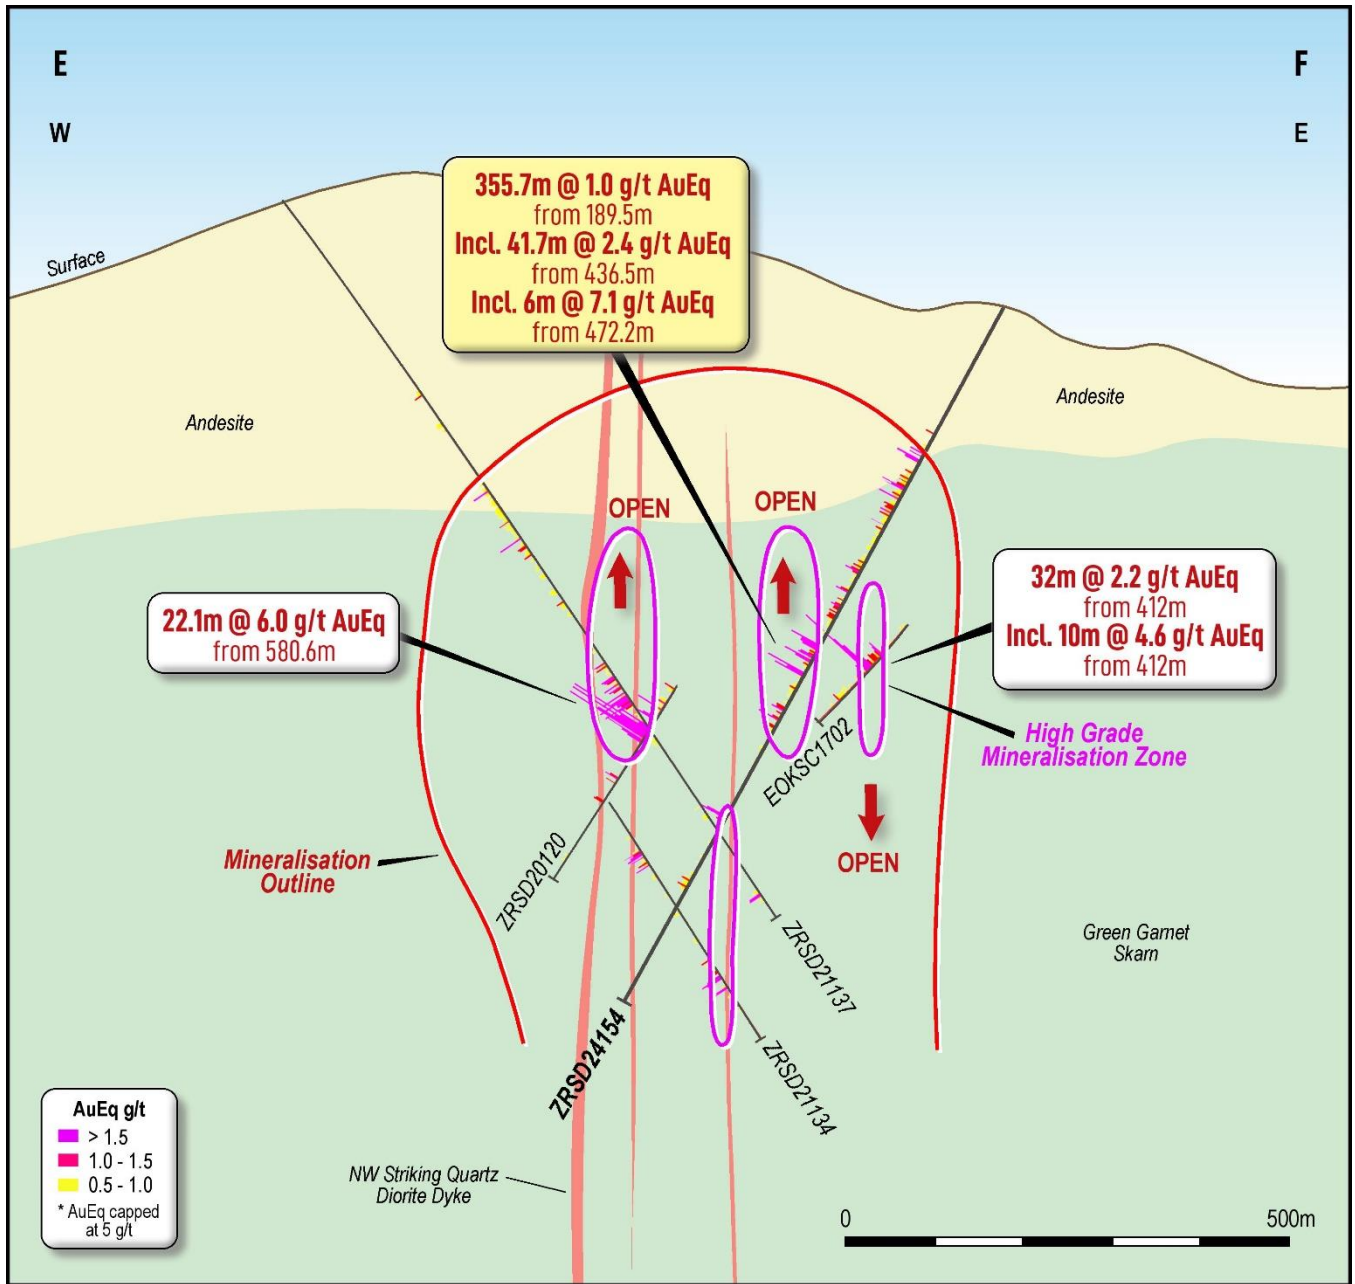 E
F
W
E
355.7m @ 1.0 g/t AuEq
from 189.5m
Incl. 41.7m @ 2.4 g/t AuEq
from 436.5m
Incl. 6m @ 7.1 g/t AuEq
from 472.2m
Surface
Andesite
Andesite
OPEN
OPEN
22.1m @ 6.0 g/t AuEq
from 580.6m
32m @ 2.2 g/t AuEq
from 412m
Incl. 10m @ 4.6 g/t AuEq
from 412m
High Grade
Mineralisation Zone
EOKSC1702
OPEN
Mineralisation
Outline
ZRSD20120
ZRSD21137
Green Garnet
Skarn
ZRSD24154
ZRSD21134
NW Striking Quartz
Diorite Dyke
AuEq g/t
> 1.5
1.0 - 1.5
0.5 - 1.0
* AuEq capped
at 5 g/t
0
500m